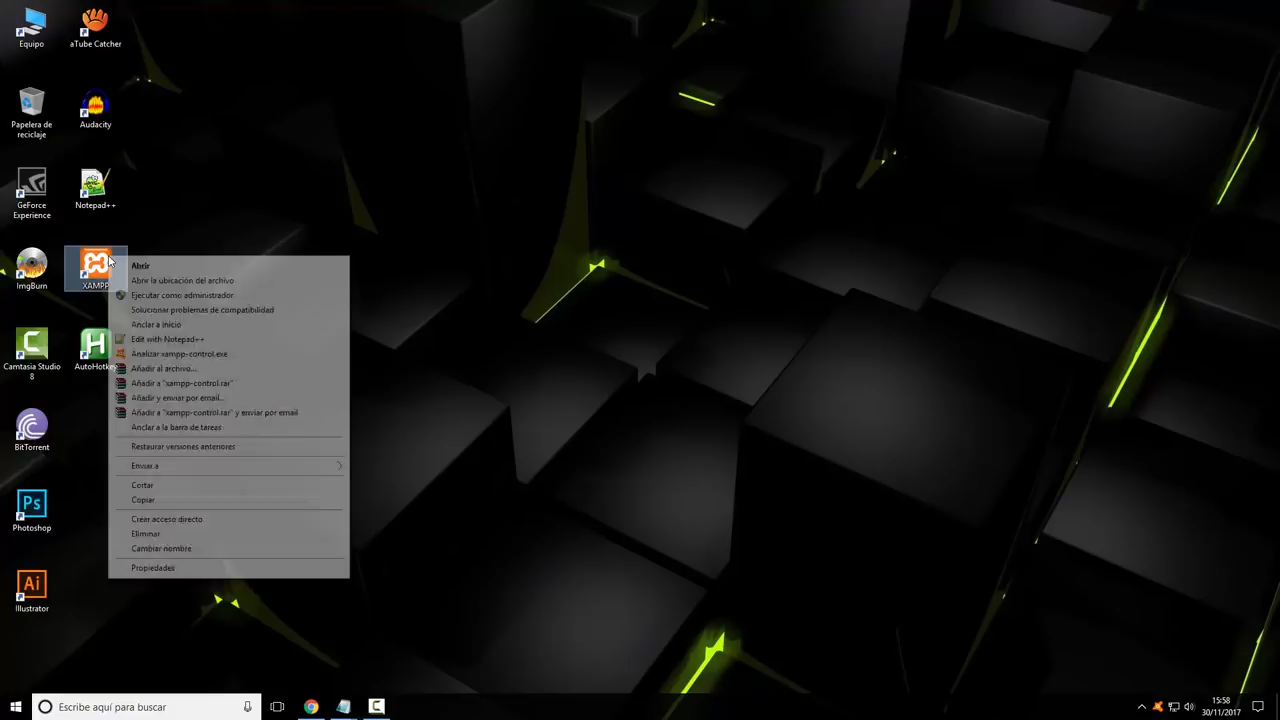 Equipo
aTube Catcher
Papelera de
reciclaje
Audacity
GeForce
Experience
Notepad++
ImgBurn
XAMPP
Camtasia Studio
8
AutoHotke
BitTorrent
Ps
Photoshop
Ai
Illustrator
Abrir
Abrir la ubicación del archivo
Ejecutar como administrador
Solucionar problemas de compatibilidad
Anclar a Inicio
Edit with Notepad++
Analizar xampp-control.exe
Añadir al archivo...
Añadir a "xampp-control.rar"
Añadir y enviar por email...
Añadir a "xampp-control.rar" y enviar por email
Anclar a la barra de tareas
Restaurar versiones anteriores
Enviar a
Cortar
Copiar
Crear acceso directo
Eliminar
Cambiar nombre
Propiedades
Escribe aquí para buscar
15:58
30/11/2017